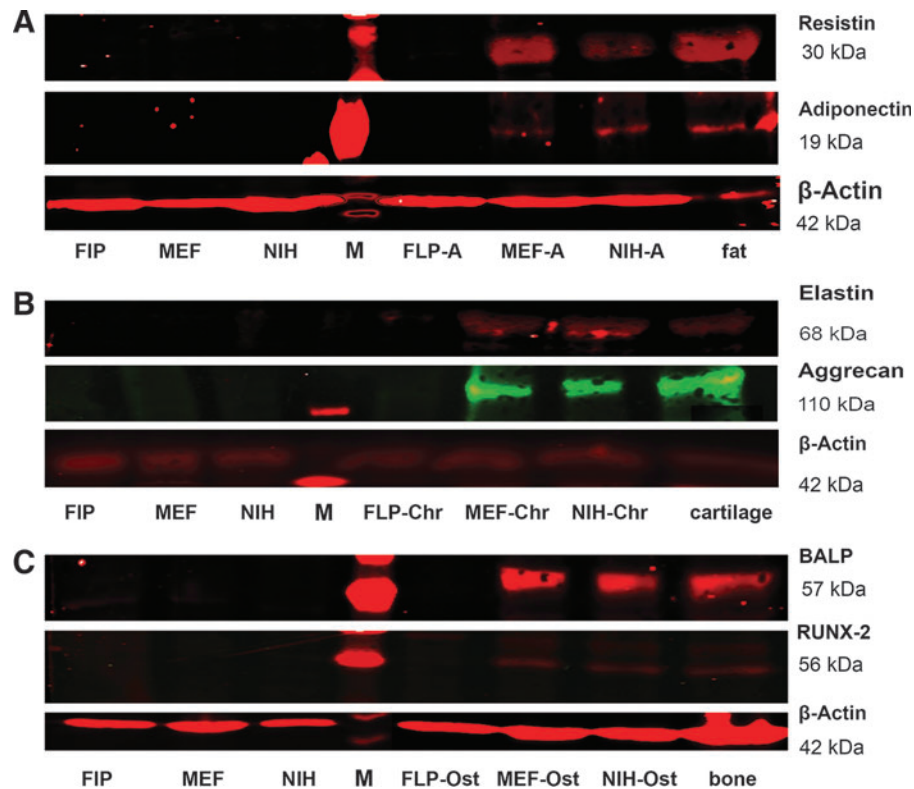 A
Resistin
30 kDa
Adiponectin
19 kDa
β-Actin
42 kDa
FIP MEF NIH M FLP-A MEF-A NIH-A fat
B
Elastin
68 kDa
Aggrecan
110 kDa
β-Actin
42 kDa
FIP MEF NIH M FLP-Chr MEF-Chr NIH-Chr cartilage
C
BALP
57 kDa
RUNX-2
56 kDa
β-Actin
42 kDa
FIP MEF NIH M FLP-Ost MEF-Ost NIH-Ost bone